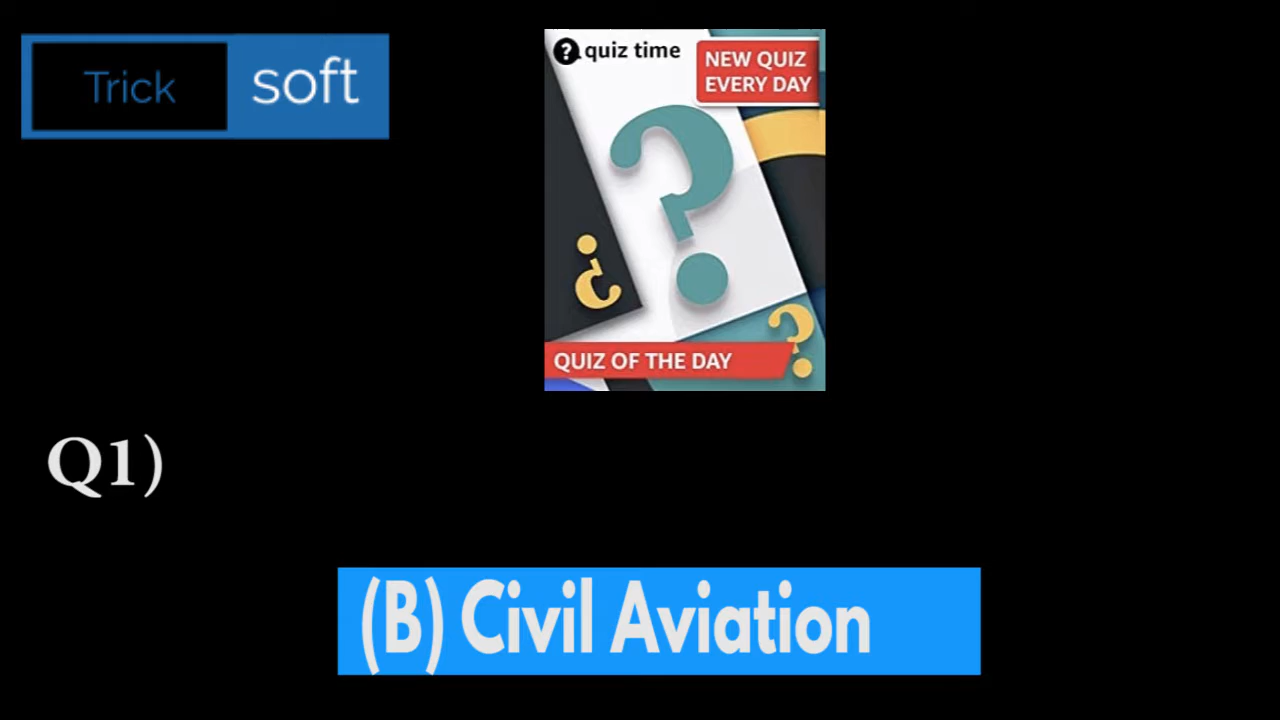 Trick soft
? quiz time
NEW QUIZ
EVERY DAY
?
¿
?
QUIZ OF THE DAY
Q1)
(B) Civil Aviation